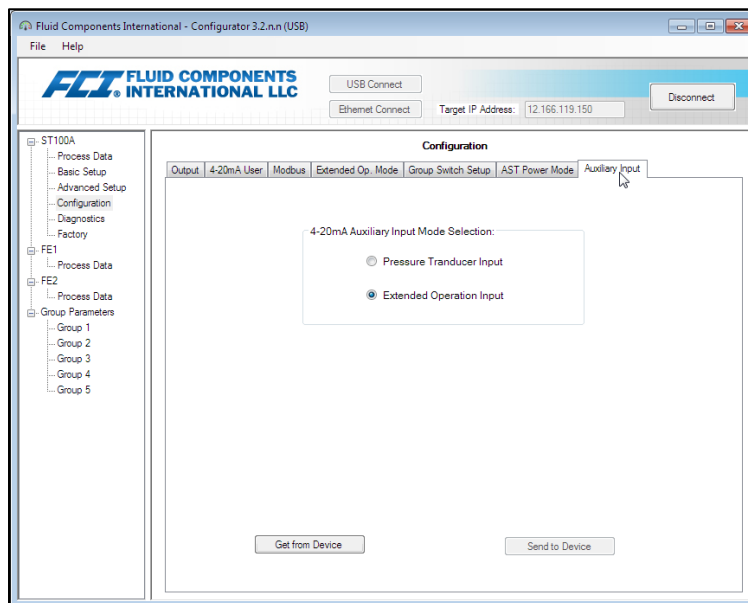 Fluid Components International - Configurator 3.2.n.n (USB)
File Help
FCI. FLUID COMPONENTS
INTERNATIONAL LLC
USB Connect
Ethernet Connect Target IP Address: 12.166.119.150
Disconnect
ST100A
Process Data
Basic Setup
Advanced Setup
Configuration
Diagnostics
Factory
FE1
Process Data
FE2
Process Data
Group Parameters
Group 1
Group 2
Group 3
Group 4
Group 5
Configuration
Output 4-20mA User Modbus Extended Op. Mode Group Switch Setup AST Power Mode Auxiliary Input
4-20mA Auxiliary Input Mode Selection:
Pressure Tranducer Input
Extended Operation Input
Get from Device Send to Device